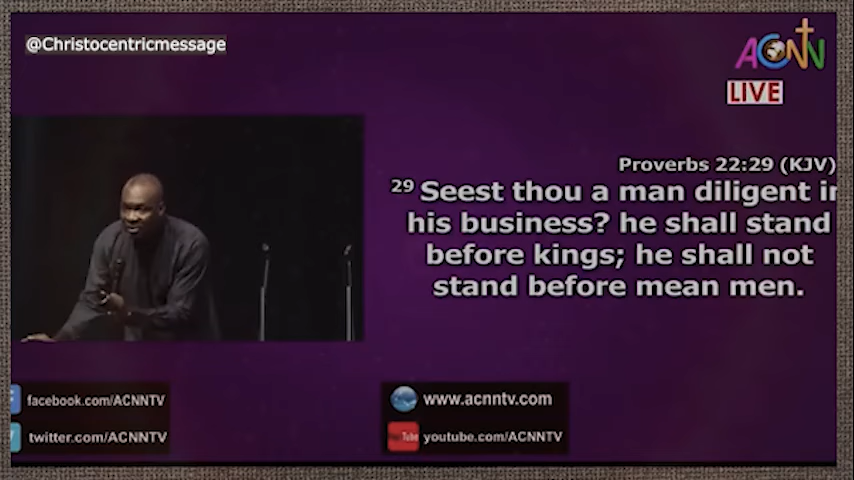 @Christocentricmessage
ACNN
LIVE
Proverbs 22:29 (KJV)
29 Seest thou a man diligent in
his business? he shall stand
before kings; he shall not
stand before mean men.
facebook.com/ACNNTV
www.acnntv.com
twitter.com/ACNNTV
YouTube
youtube.com/ACNNTV